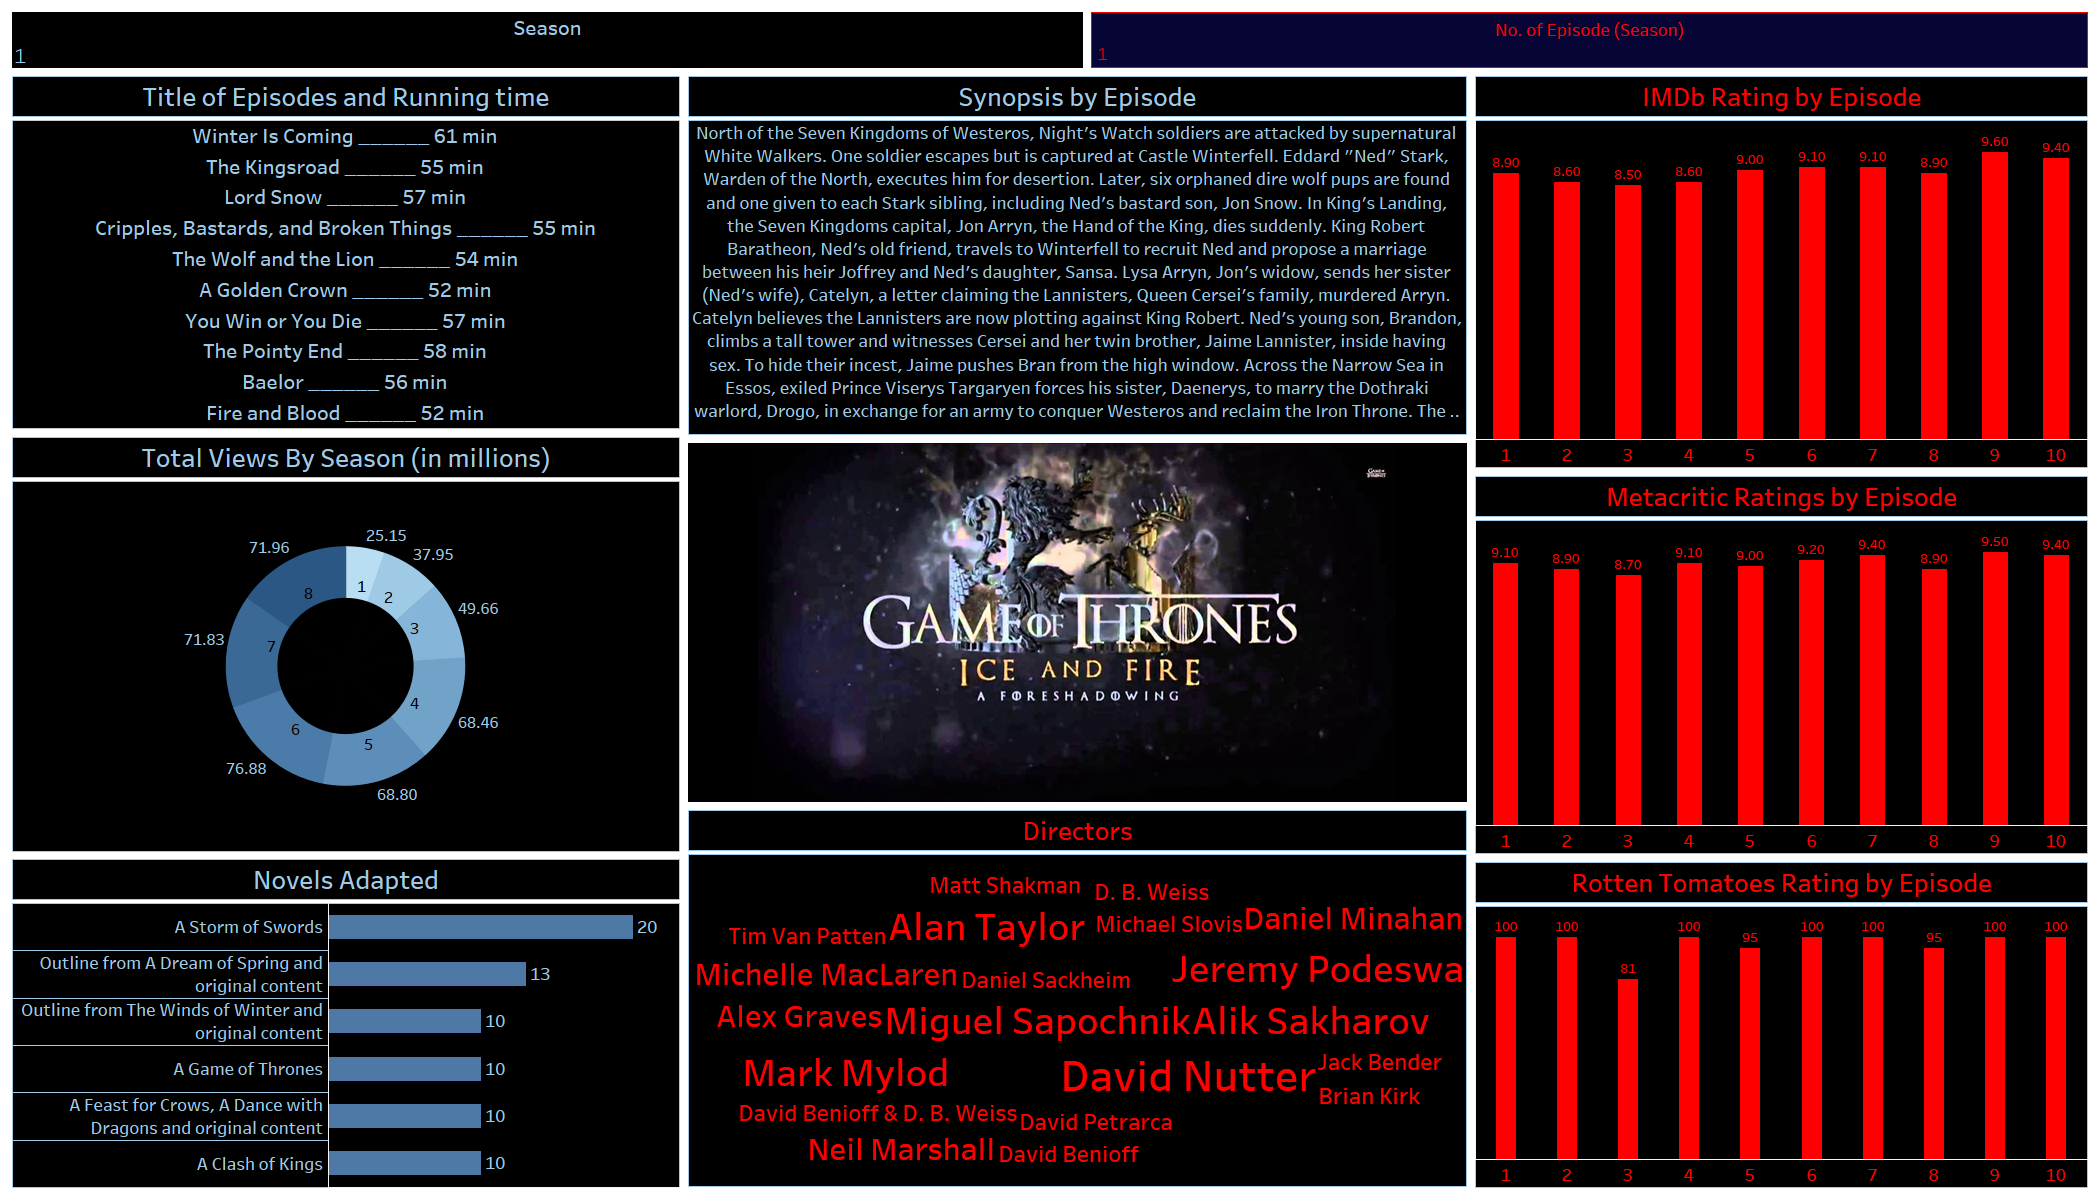 Season
1
No. of Episode (Season)
1
Title of Episodes and Running time
Winter Is Coming ______ 61 min
The Kingsroad ______ 55 min
Lord Snow ______ 57 min
Cripples, Bastards, and Broken Things ______ 55 min
The Wolf and the Lion ______ 54 min
A Golden Crown ______ 52 min
You Win or You Die ______ 57 min
The Pointy End ______ 58 min
Baelor ______ 56 min
Fire and Blood ______ 52 min
Total Views By Season (in millions)
25.15
37.95
49.66
68.46
68.80
76.88
71.83
71.96
1
2
3
4
5
6
7
8
Novels Adapted
A Storm of Swords
20
Outline from A Dream of Spring and
original content
13
Outline from The Winds of Winter and
original content
10
A Game of Thrones
10
A Feast for Crows, A Dance with
Dragons and original content
10
A Clash of Kings
10
Synopsis by Episode
North of the Seven Kingdoms of Westeros, Night's Watch soldiers are attacked by supernatural
White Walkers. One soldier escapes but is captured at Castle Winterfell. Eddard "Ned" Stark,
Warden of the North, executes him for desertion. Later, six orphaned dire wolf pups are found
and one given to each Stark sibling, including Ned's bastard son, Jon Snow. In King's Landing,
the Seven Kingdoms capital, Jon Arryn, the Hand of the King, dies suddenly. King Robert
Baratheon, Ned's old friend, travels to Winterfell to recruit Ned and propose a marriage
between his heir Joffrey and Ned's daughter, Sansa. Lysa Arryn, Jon's widow, sends her sister
(Ned's wife), Catelyn, a letter claiming the Lannisters, Queen Cersei's family, murdered Arryn.
Catelyn believes the Lannisters are now plotting against King Robert. Ned's young son, Brandon,
climbs a tall tower and witnesses Cersei and her twin brother, Jaime Lannister, inside having
sex. To hide their incest, Jaime pushes Bran from the high window. Across the Narrow Sea in
Essos, exiled Prince Viserys Targaryen forces his sister, Daenerys, to marry the Dothraki
warlord, Drogo, in exchange for an army to conquer Westeros and reclaim the Iron Throne. The ..
GAME OF THRONES
GAME OF THRONES
ICE AND FIRE
A FORESHADOWING
Directors
Matt Shakman
D. B. Weiss
Tim Van Patten
Alan Taylor
Michael Slovis
Daniel Minahan
Michelle MacLaren
Daniel Sackheim
Jeremy Podeswa
Alex Graves
Miguel Sapochnik
Alik Sakharov
Mark Mylod
David Nutter
Jack Bender
Brian Kirk
David Benioff & D. B. Weiss
David Petrarca
Neil Marshall
David Benioff
IMDb Rating by Episode
8.90 8.60 8.50 8.60 9.00 9.10 9.10 8.90 9.60 9.40
1 2 3 4 5 6 7 8 9 10
Metacritic Ratings by Episode
9.10 8.90 8.70 9.10 9.00 9.20 9.40 8.90 9.50 9.40
1 2 3 4 5 6 7 8 9 10
Rotten Tomatoes Rating by Episode
100 100 81 100 95 100 100 95 100 100
1 2 3 4 5 6 7 8 9 10